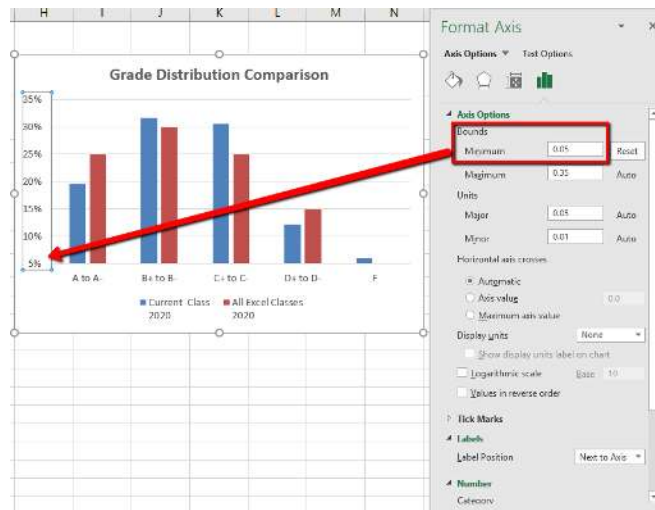 H I J K L M N
Format Axis
Axis Options Text Options
Grade Distribution Comparison
35%
30%
25%
20%
15%
10%
5%
A to A- B+ to B- C+ to C- D+ to D- F
Current Class 2020
All Excel Classes 2020
Axis Options
Bounds
Minimum 0.05 Reset
Maximum 0.35 Auto
Units
Major 0.05 Auto
Minor 0.01 Auto
Horizontal axis crosses
Automatic
Axis value 0.0
Maximum axis value
Display units None
Show display units label on chart
Logarithmic scale Base 10
Values in reverse order
Tick Marks
Labels
Label Position Next to Axis
Number
Category